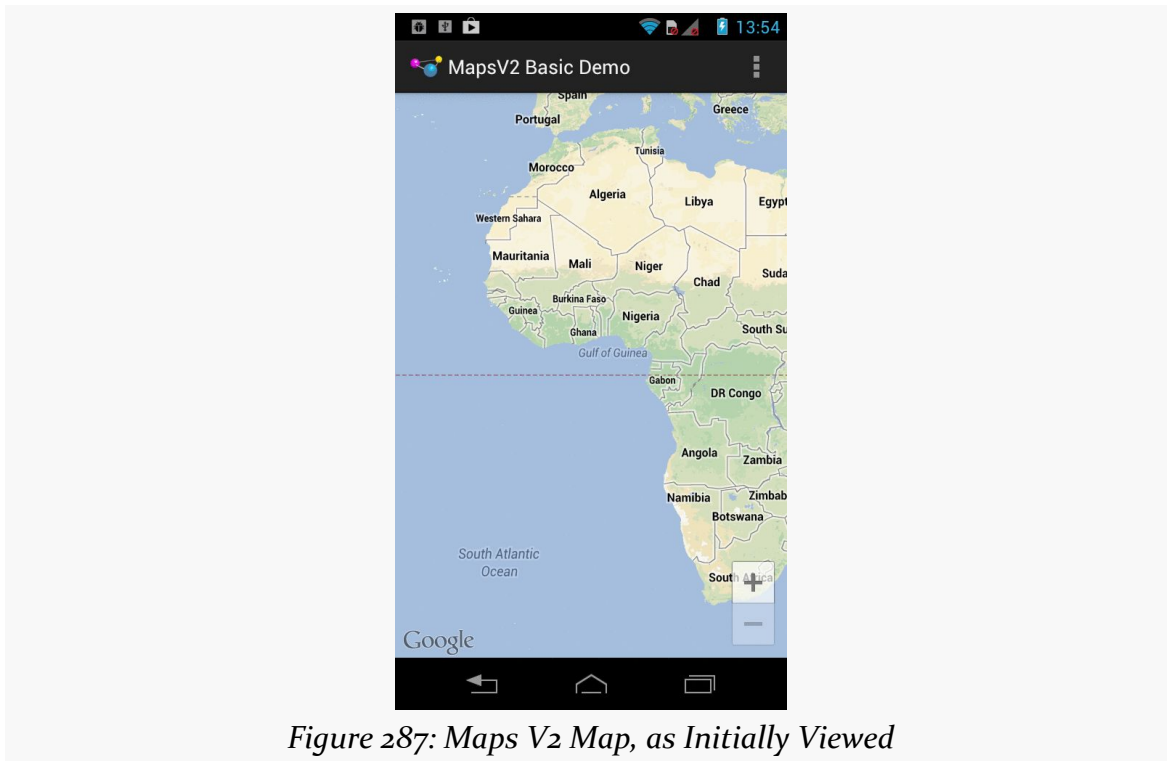 13:54
MapsV2 Basic Demo
Spain
Portugal
Greece
Tunisia
Morocco
Algeria
Libya
Egypt
Western Sahara
Mauritania
Mali
Niger
Chad
Suda
Burkina Faso
Guinea
Nigeria
Ghana
South Su
Gulf of Guinea
Gabon
DR Congo
Angola
Zambia
Namibia
Zimbab
Botswana
South Atlantic
Ocean
South Africa
+
−
Google
Figure 287: Maps V2 Map, as Initially Viewed